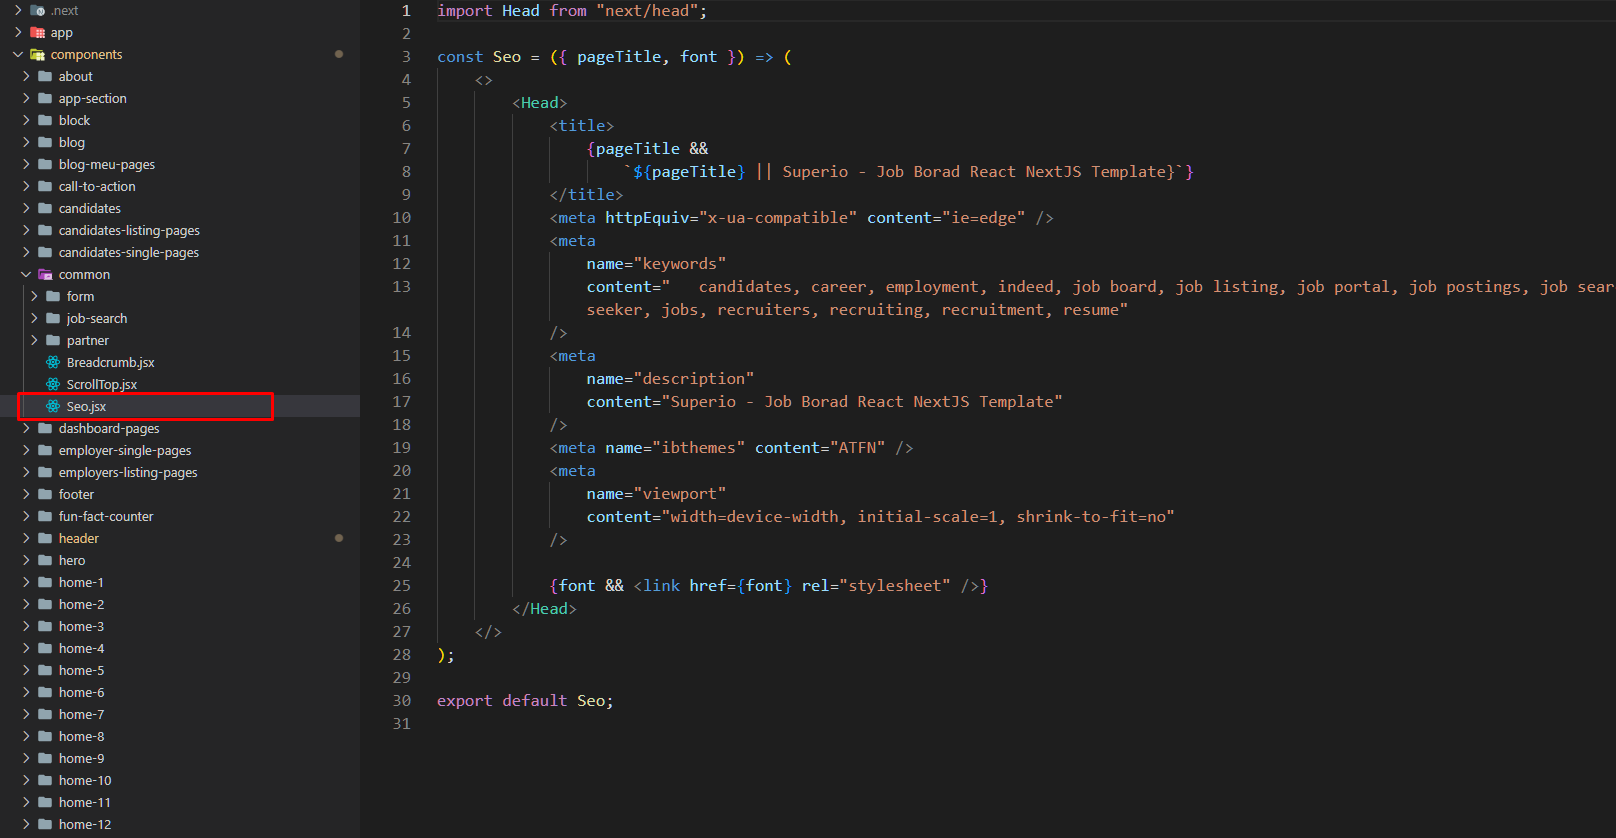 .next
app
components
about
app-section
block
blog
blog-meu-pages
call-to-action
candidates
candidates-listing-pages
candidates-single-pages
common
form
job-search
partner
Breadcrumb.jsx
ScrollTop.jsx
Seo.jsx
dashboard-pages
employer-single-pages
employers-listing-pages
footer
fun-fact-counter
header
hero
home-1
home-2
home-3
home-4
home-5
home-6
home-7
home-8
home-9
home-10
home-11
home-12
1 import Head from "next/head";
2
3 const Seo = ({ pageTitle, font }) => (
4 <>
5 <Head>
6 <title>
7 {pageTitle &&
8 `${pageTitle} || Superio - Job Borad React NextJS Template}`}
9 </title>
10 <meta httpEquiv="x-ua-compatible" content="ie=edge" />
11 <meta
12 name="keywords"
13 content="   candidates, career, employment, indeed, job board, job listing, job portal, job postings, job sear
seeker, jobs, recruiters, recruiting, recruitment, resume"
14 />
15 <meta
16 name="description"
17 content="Superio - Job Borad React NextJS Template"
18 />
19 <meta name="ibthemes" content="ATFN" />
20 <meta
21 name="viewport"
22 content="width=device-width, initial-scale=1, shrink-to-fit=no"
23 />
24
25 {font && <link href={font} rel="stylesheet" />}
26 </Head>
27 </>
28 );
29
30 export default Seo;
31